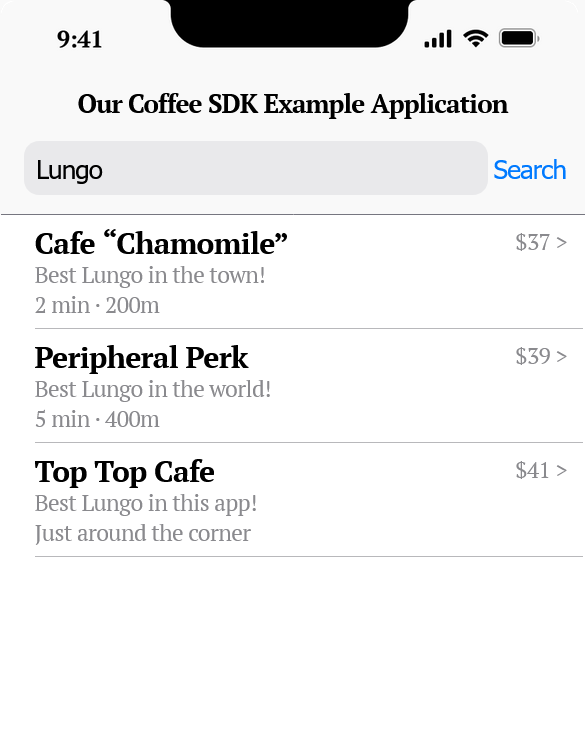 9:41
Our Coffee SDK Example Application
Lungo Search
Cafe “Chamomile” $37 >
Best Lungo in the town!
2 min · 200m
Peripheral Perk $39 >
Best Lungo in the world!
5 min · 400m
Top Top Cafe $41 >
Best Lungo in this app!
Just around the corner